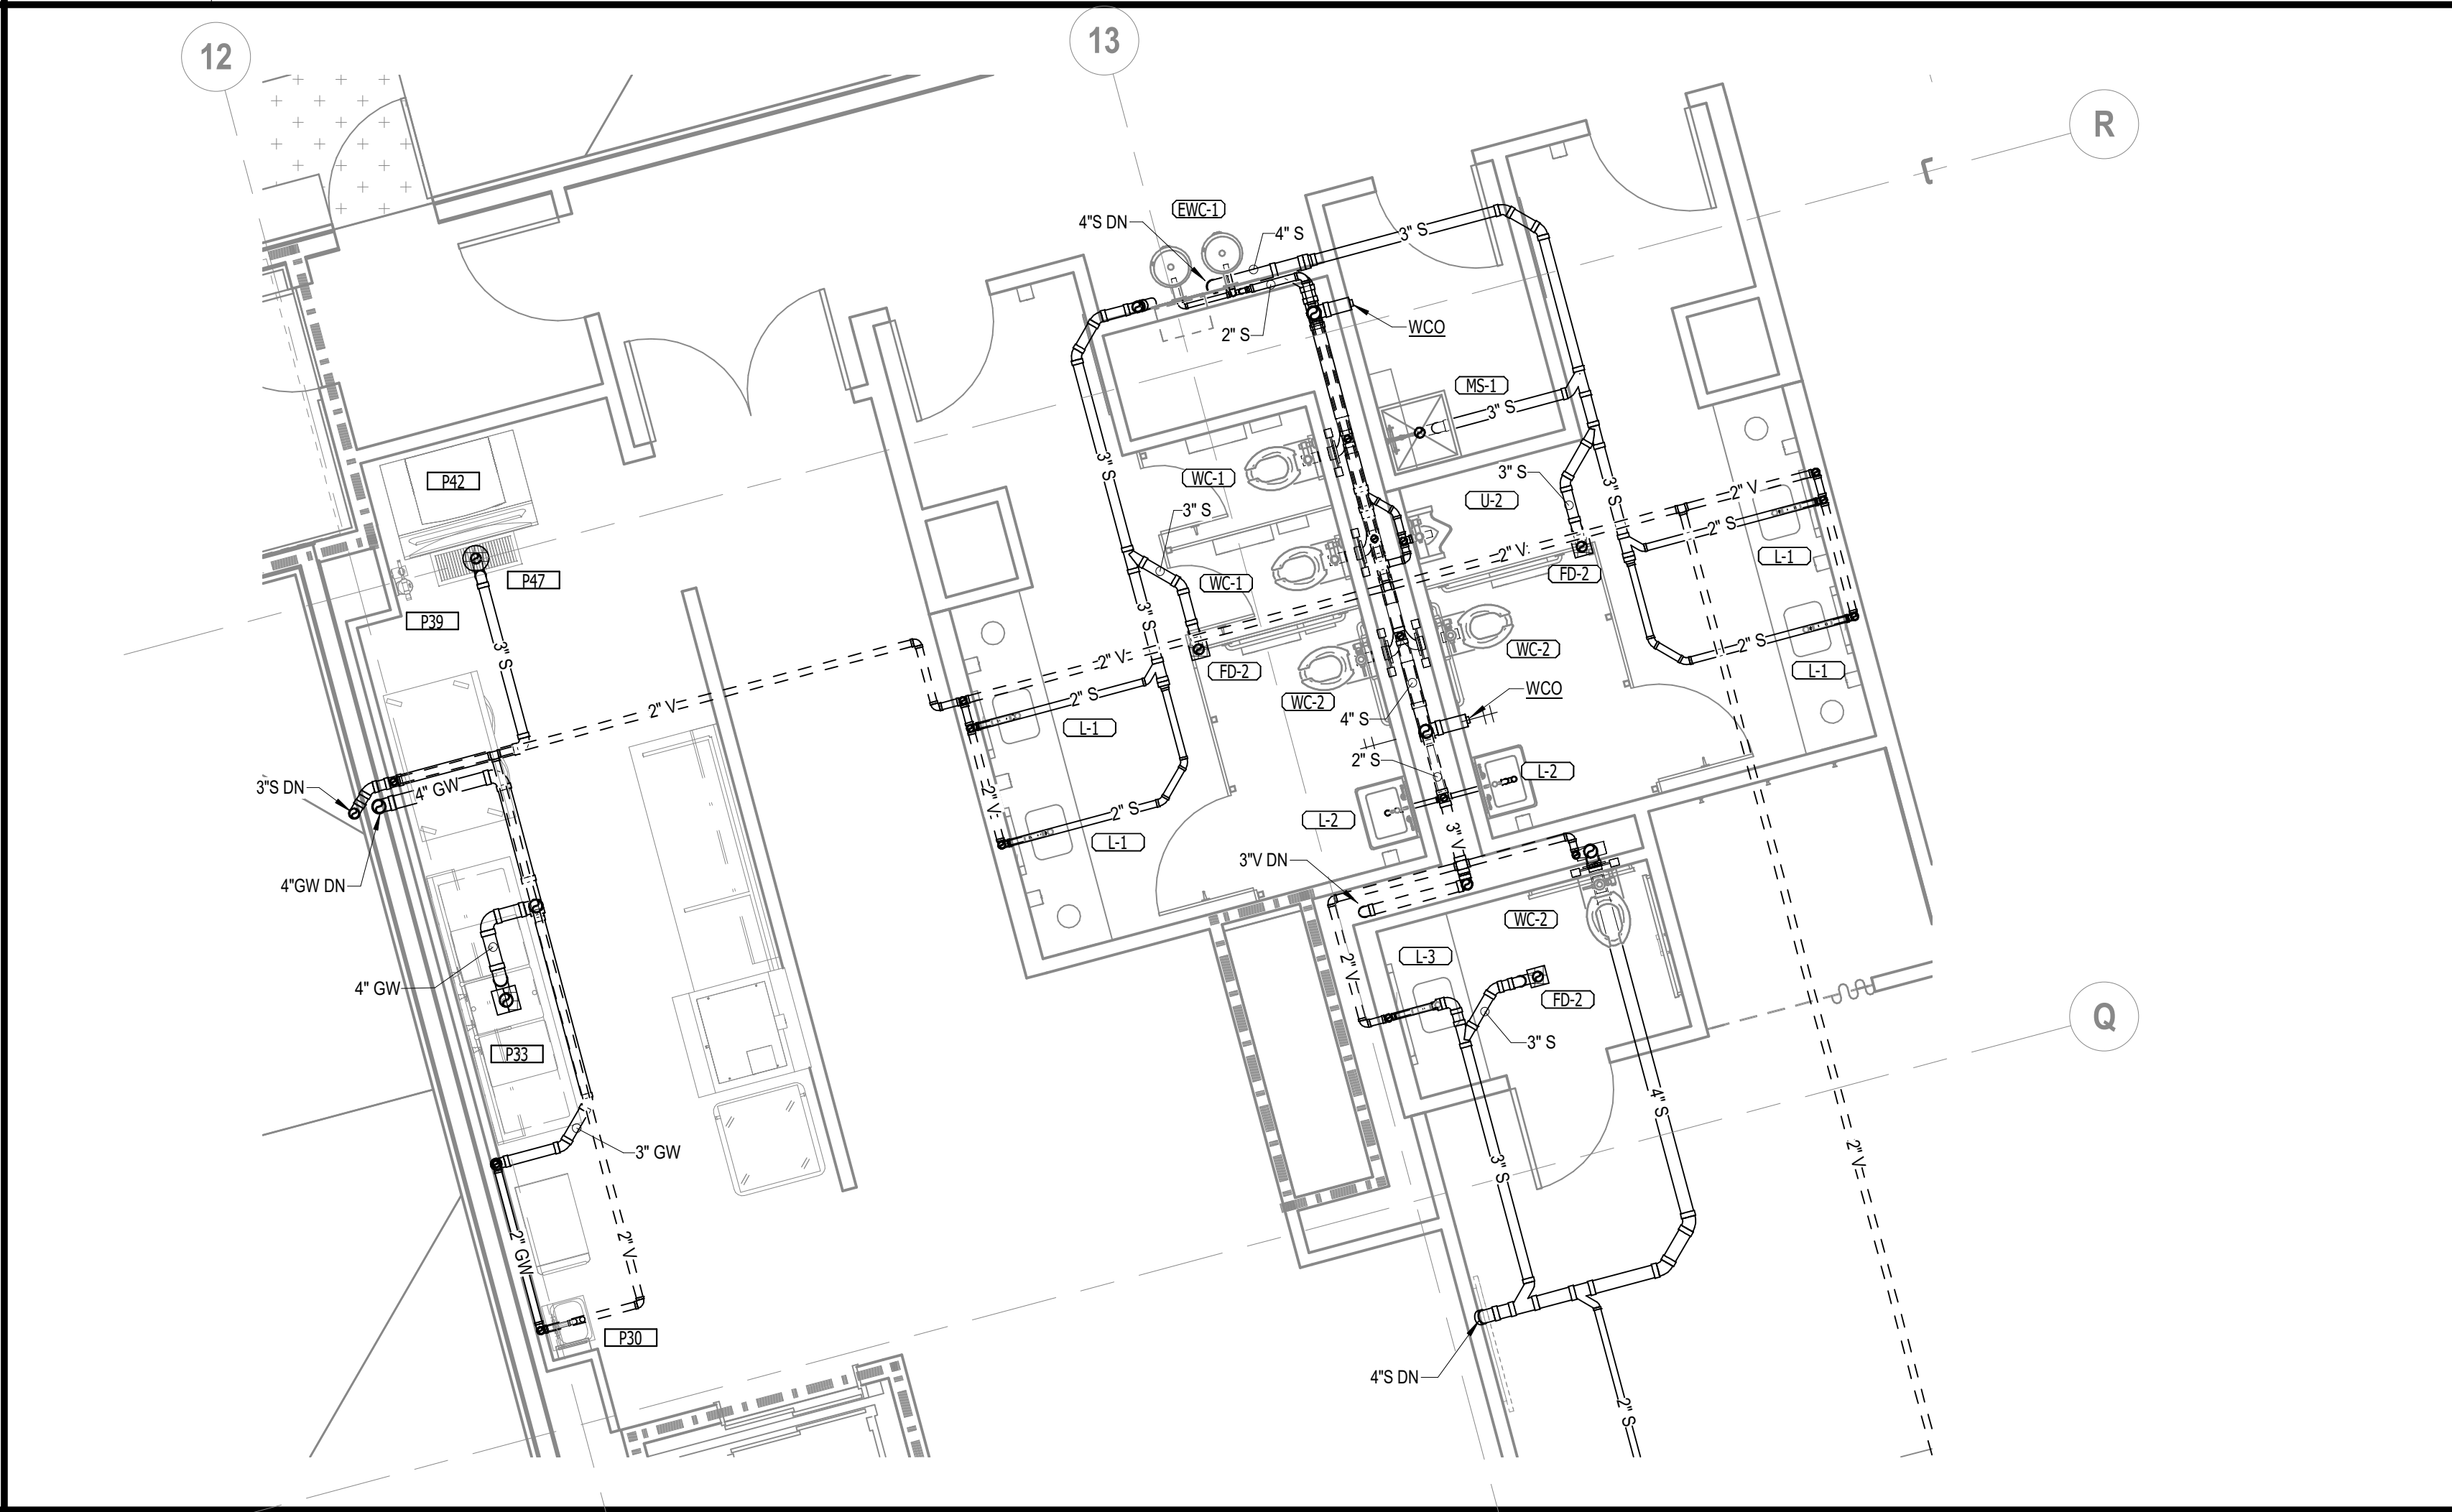 12
13
R
EWC-1
4"S DN
4" S
3" S
2" S
WCO
MS-1
3" S
P42
3" S
WC-1
3" S
U-2
3" S
3" S
2" V
2" S
L-1
P47
P39
WC-1
2" V
FD-2
3" S
3" S
2" V
FD-2
WC-2
2" S
L-1
2" V
2" S
L-1
WC-2
4" S
WCO
3"S DN
4" GW
2" S
L-2
2" V
2" S
L-1
L-2
3" V
3"V DN
4"GW DN
WC-2
4" GW
2" V
L-3
FD-2
3" S
Q
P33
3" GW
4" S
2" V
3" S
2" GW
2" V
P30
4"S DN
2" S